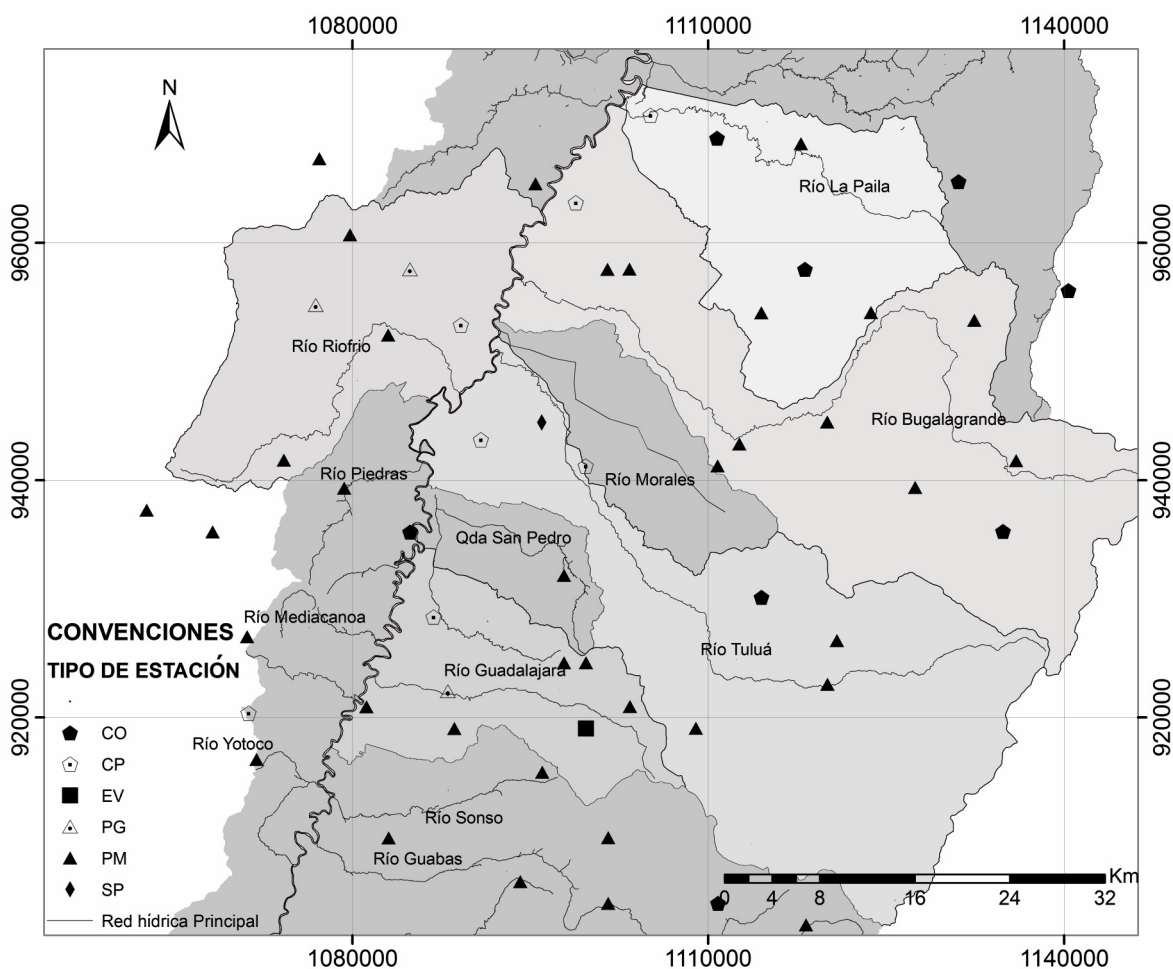 1080000 1110000 1140000
N
Río La Paila
960000 960000
Río Riofrio
Río Bugalagrande
Río Piedras
Río Morales
940000 940000
Qda San Pedro
Río Mediacanoa
CONVENCIONES
Río Tuluá
TIPO DE ESTACIÓN
Río Guadalajara
920000 920000
Río Yotoco
CO
CP
EV
Río Sonso
PG
Río Guabas
PM
SP
Km
0 4 8 16 24 32
Red hídrica Principal
1080000 1110000 1140000